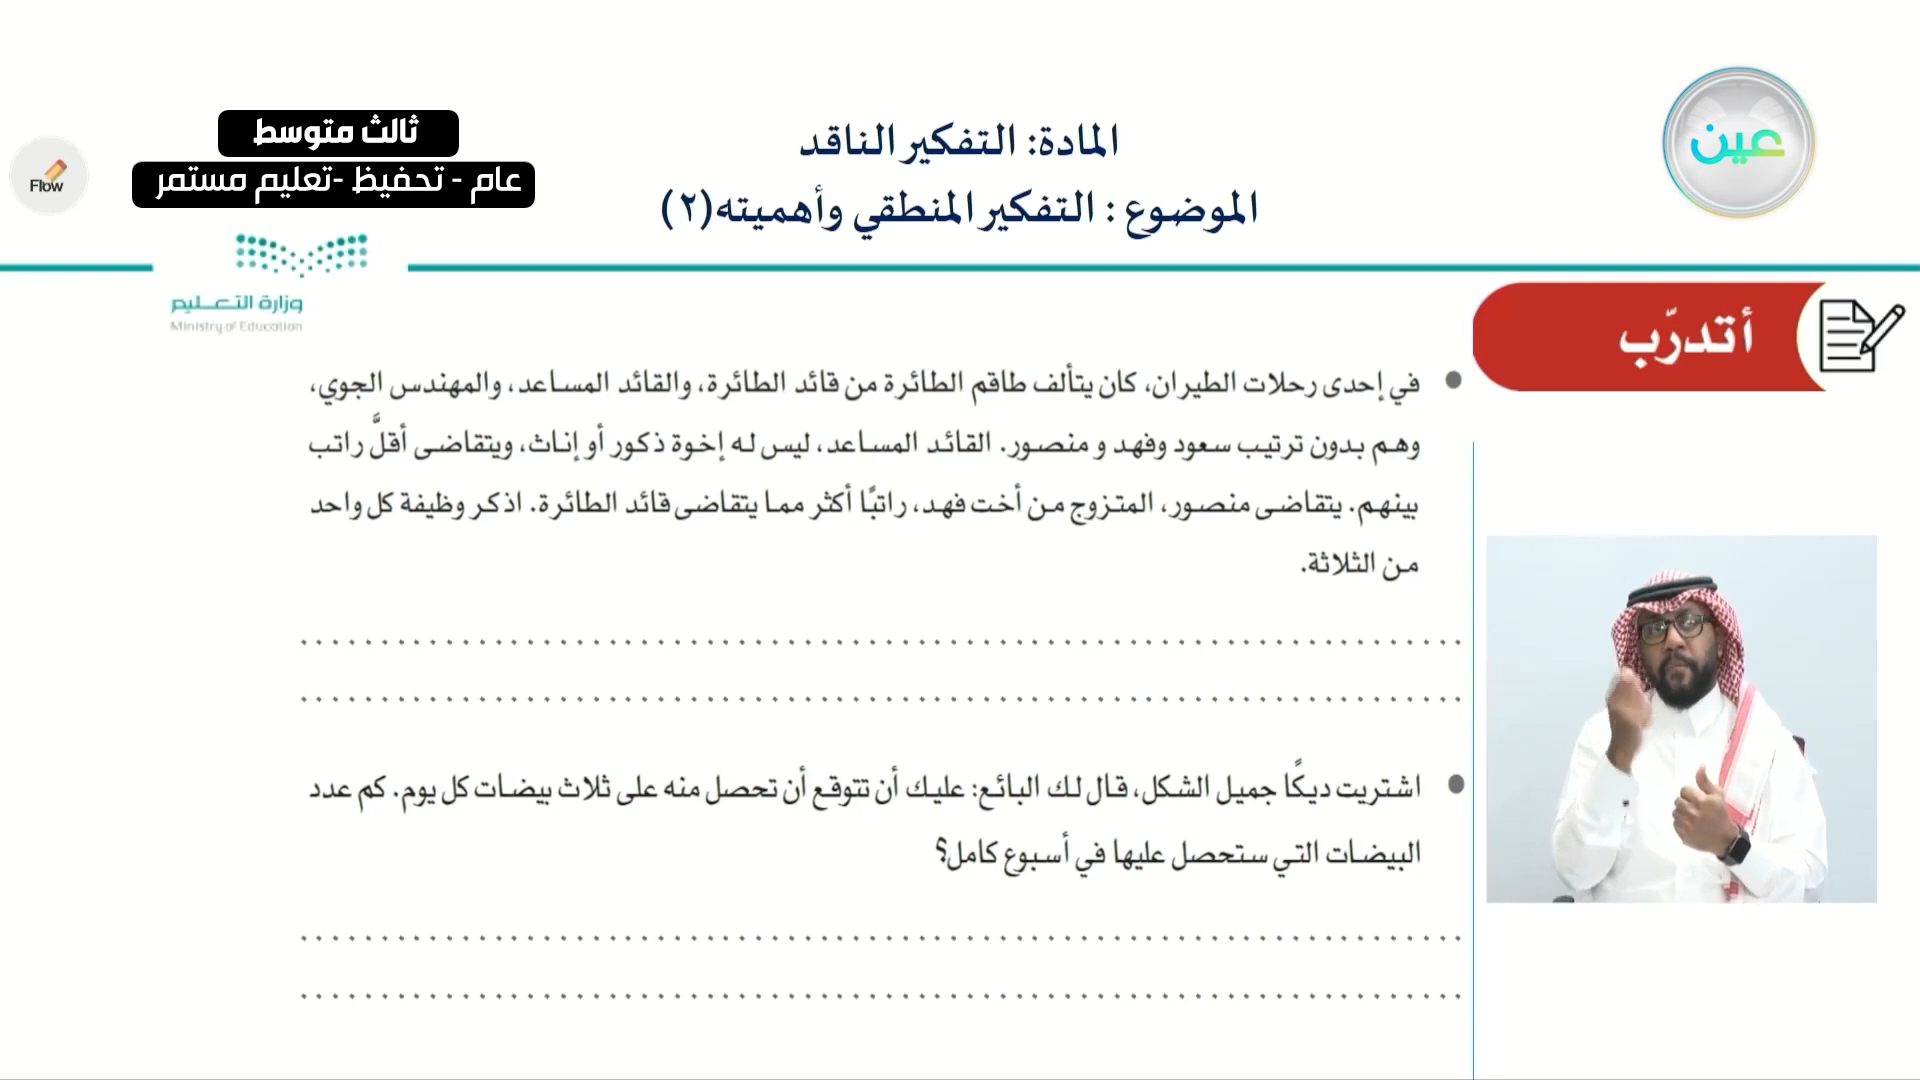 عين
المادة: التفكير الناقد
الموضوع : التفكير المنطقي وأهميته(٢)
ثالث متوسط
عام - تحفيظ -تعليم مستمر
Flow
وزارة التعليم
Ministry of Education
أتدرّب
في إحدى رحلات الطيران، كان يتألف طاقم الطائرة من قائد الطائرة، والقائد المساعد، والمهندس الجوي،
وهم بدون ترتيب سعود وفهد و منصور. القائد المساعد، ليس له إخوة ذكور أو إناث، ويتقاضى أقلَّ راتب
بينهم. يتقاضى منصور، المتزوج من أخت فهد، راتبًا أكثر مما يتقاضى قائد الطائرة. اذكر وظيفة كل واحد
من الثلاثة.
اشتريت ديكًا جميل الشكل، قال لك البائع: عليك أن تتوقع أن تحصل منه على ثلاث بيضات كل يوم. كم عدد
البيضات التي ستحصل عليها في أسبوع كامل؟